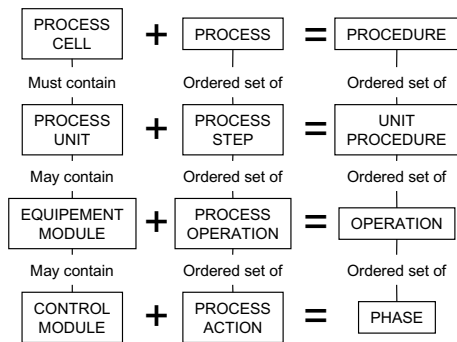 PROCESS
CELL
+
PROCESS
=
PROCEDURE
Must contain
Ordered set of
Ordered set of
PROCESS
UNIT
+
PROCESS
STEP
=
UNIT
PROCEDURE
May contain
Ordered set of
Ordered set of
EQUIPEMENT
MODULE
+
PROCESS
OPERATION
=
OPERATION
May contain
Ordered set of
Ordered set of
CONTROL
MODULE
+
PROCESS
ACTION
=
PHASE